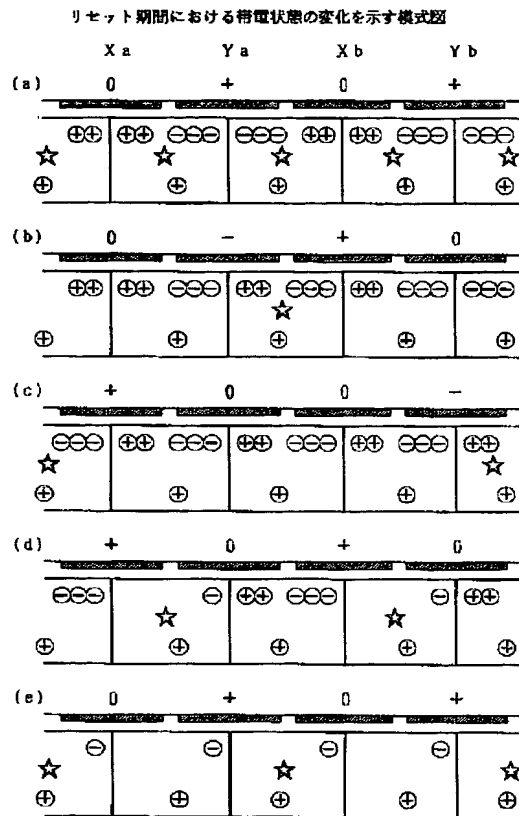 リセット期間における帯電状態の変化を示す模式図
Xa Ya Xb Yb
(a) 0 + 0 +
⊕⊕ ⊕⊕ ⊖⊖⊖ ⊖⊖⊖ ⊕⊕ ⊕⊕ ⊖⊖⊖ ⊖⊖⊖
☆ ☆ ☆ ☆ ☆
⊕ ⊕ ⊕ ⊕ ⊕
(b) 0 - + 0
⊕⊕ ⊕⊕ ⊖⊖⊖ ⊕⊕ ⊖⊖⊖ ⊕⊕ ⊖⊖⊖ ⊖⊖⊖
☆
⊕ ⊕ ⊕ ⊕ ⊕
(c) + 0 0 -
⊖⊖⊖ ⊕⊕ ⊖⊖⊖ ⊕⊕ ⊖⊖⊖ ⊕⊕ ⊖⊖⊖ ⊕⊕
☆ ☆
⊕ ⊕ ⊕ ⊕ ⊕
(d) + 0 + 0
⊖⊖⊖ ⊖ ⊕⊕ ⊖⊖⊖ ⊖ ⊕⊕
☆ ☆
⊕ ⊕ ⊕ ⊕ ⊕
(e) 0 + 0 +
⊖ ⊖ ⊖ ⊖
☆ ☆ ☆
⊕ ⊕ ⊕ ⊕ ⊕